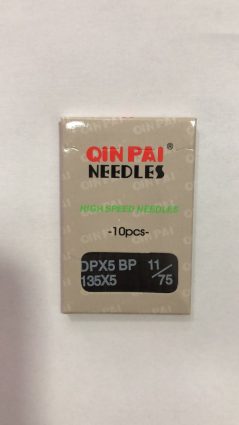 QIN PAI ®
NEEDLES
HIGH SPEED NEEDLES
-10pcs-
DPX5 BP 11/75
135X5